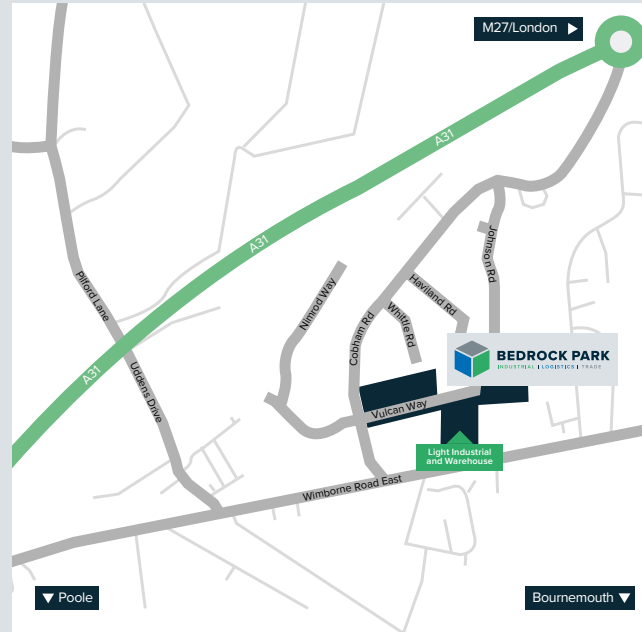 M27/London
A31
Johnson Rd
A31
Haviland Rd
Pilford Lane
Nimrod Way
Whittle Rd
Cobham Rd
BEDROCK PARK
INDUSTRIAL | LOGISTICS | TRADE
A31
Uddens Drive
Vulcan Way
Light Industrial
and Warehouse
Wimborne Road East
Poole
Bournemouth